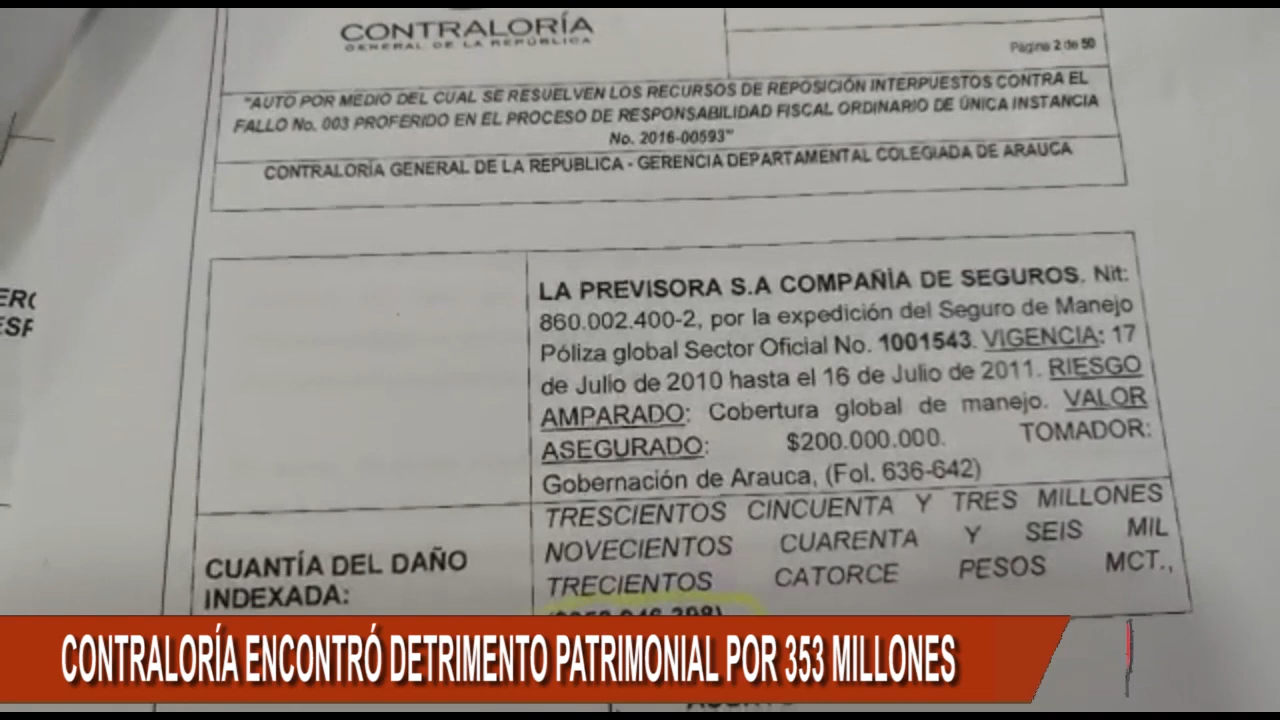 CONTRALORÍA
GENERAL DE LA REPÚBLICA
Página 2 de 50
"AUTO POR MEDIO DEL CUAL SE RESUELVEN LOS RECURSOS DE REPOSICIÓN INTERPUESTOS CONTRA EL
FALLO No. 003 PROFERIDO EN EL PROCESO DE RESPONSABILIDAD FISCAL ORDINARIO DE ÚNICA INSTANCIA
No. 2016-00593"
CONTRALORÍA GENERAL DE LA REPUBLICA - GERENCIA DEPARTAMENTAL COLEGIADA DE ARAUCA
LA PREVISORA S.A COMPAÑÍA DE SEGUROS. Nit:
860.002.400-2, por la expedición del Seguro de Manejo
Póliza global Sector Oficial No. 1001543. VIGENCIA: 17
de Julio de 2010 hasta el 16 de Julio de 2011. RIESGO
AMPARADO: Cobertura global de manejo. VALOR
ASEGURADO: $200.000.000. TOMADOR:
Gobernación de Arauca, (Fol. 636-642)
CUANTÍA DEL DAÑO
INDEXADA:
TRESCIENTOS CINCUENTA Y TRES MILLONES
NOVECIENTOS CUARENTA Y SEIS MIL
TRECIENTOS CATORCE PESOS MCT.,
CONTRALORÍA ENCONTRÓ DETRIMENTO PATRIMONIAL POR 353 MILLONES